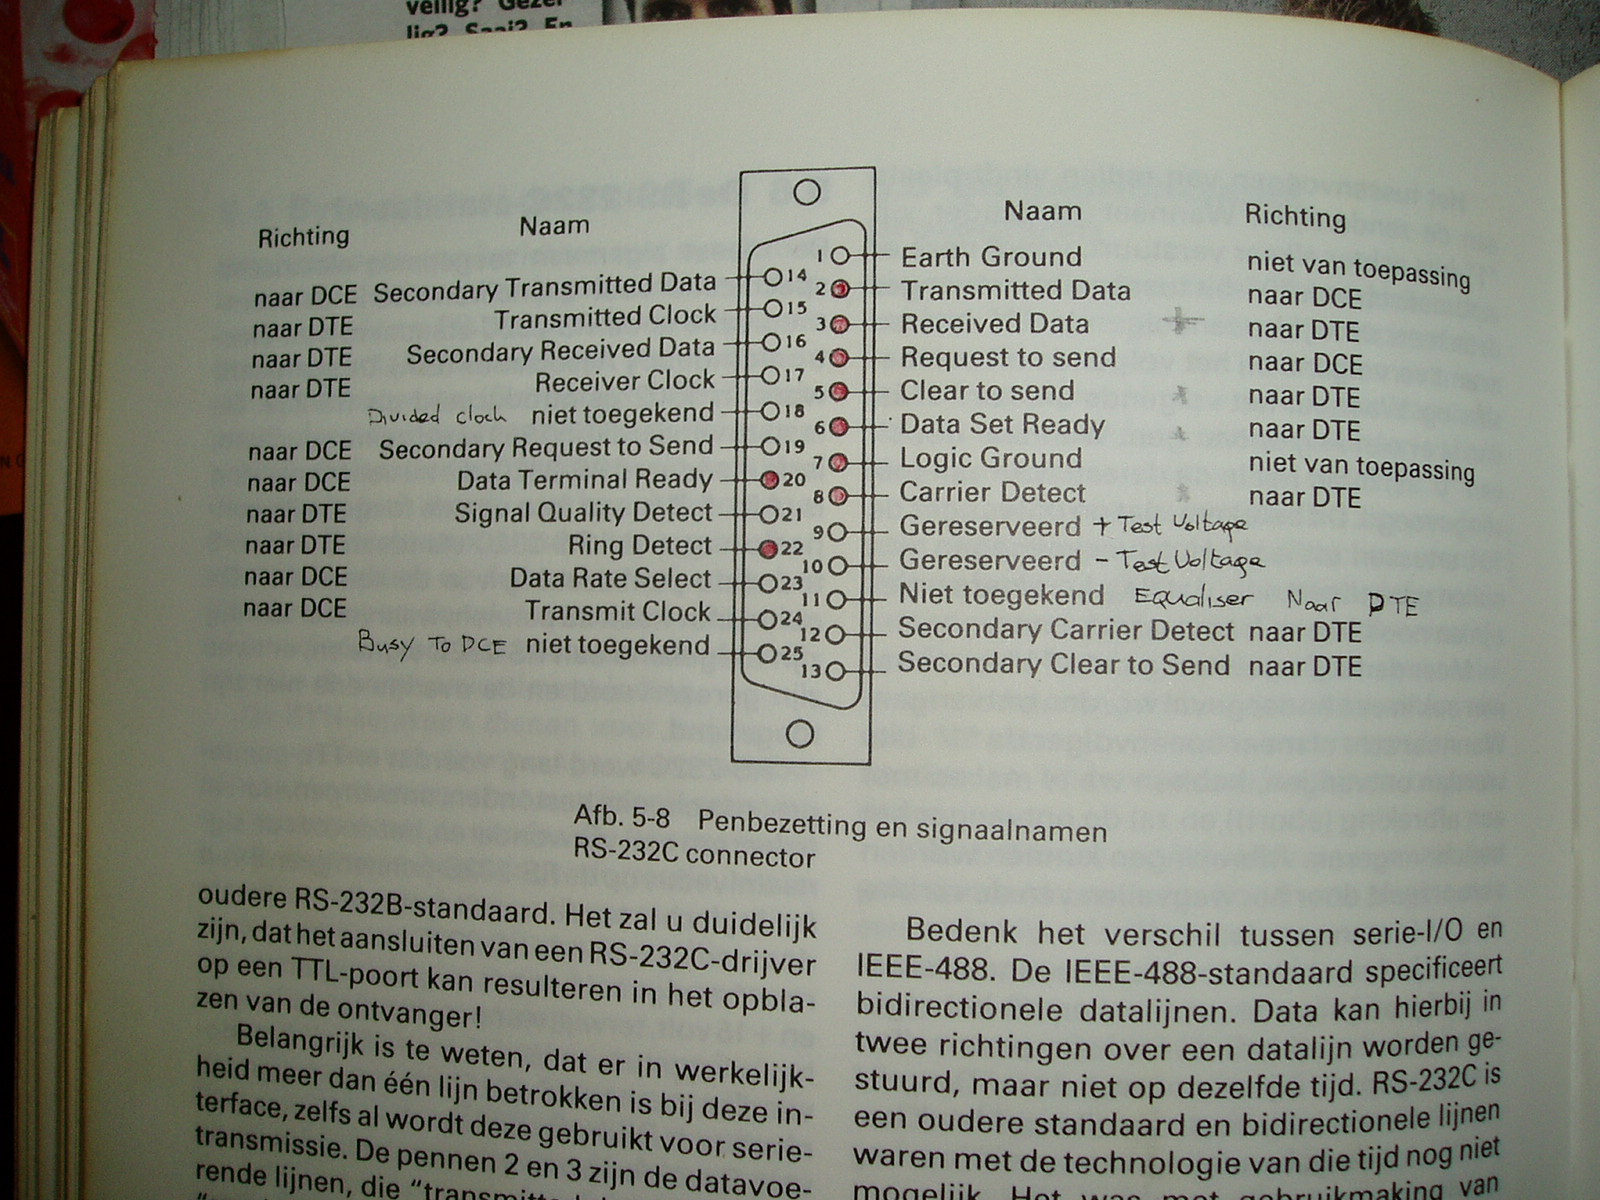 veilig? Gezel
lig? Saai? En
Richting Naam
Naam Richting
naar DCE Secondary Transmitted Data 14
naar DTE Transmitted Clock 15
naar DTE Secondary Received Data 16
naar DTE Receiver Clock 17
Divided clock niet toegekend 18
naar DCE Secondary Request to Send 19
naar DCE Data Terminal Ready 20
naar DTE Signal Quality Detect 21
naar DTE Ring Detect 22
naar DCE Data Rate Select 23
naar DCE Transmit Clock 24
Busy To DCE niet toegekend 25
1 Earth Ground niet van toepassing
2 Transmitted Data naar DCE
3 Received Data naar DTE
4 Request to send naar DCE
5 Clear to send naar DTE
6 Data Set Ready naar DTE
7 Logic Ground niet van toepassing
8 Carrier Detect naar DTE
9 Gereserveerd + Test Voltage
10 Gereserveerd - Test Voltage
11 Niet toegekend Equaliser Naar DTE
12 Secondary Carrier Detect naar DTE
13 Secondary Clear to Send naar DTE
Afb. 5-8 Penbezetting en signaalnamen
RS-232C connector
oudere RS-232B-standaard. Het zal u duidelijk
zijn, dat het aansluiten van een RS-232C-drijver
op een TTL-poort kan resulteren in het opbla-
zen van de ontvanger!
Belangrijk is te weten, dat er in werkelijk-
heid meer dan één lijn betrokken is bij deze in-
terface, zelfs al wordt deze gebruikt voor serie-
transmissie. De pennen 2 en 3 zijn de datavoe-
rende lijnen, die
Bedenk het verschil tussen serie-I/O en
IEEE-488. De IEEE-488-standaard specificeert
bidirectionele datalijnen. Data kan hierbij in
twee richtingen over een datalijn worden ge-
stuurd, maar niet op dezelfde tijd. RS-232C is
een oudere standaard en bidirectionele lijnen
waren met de technologie van die tijd nog niet
mogelijk. Het was met gebruikmaking van